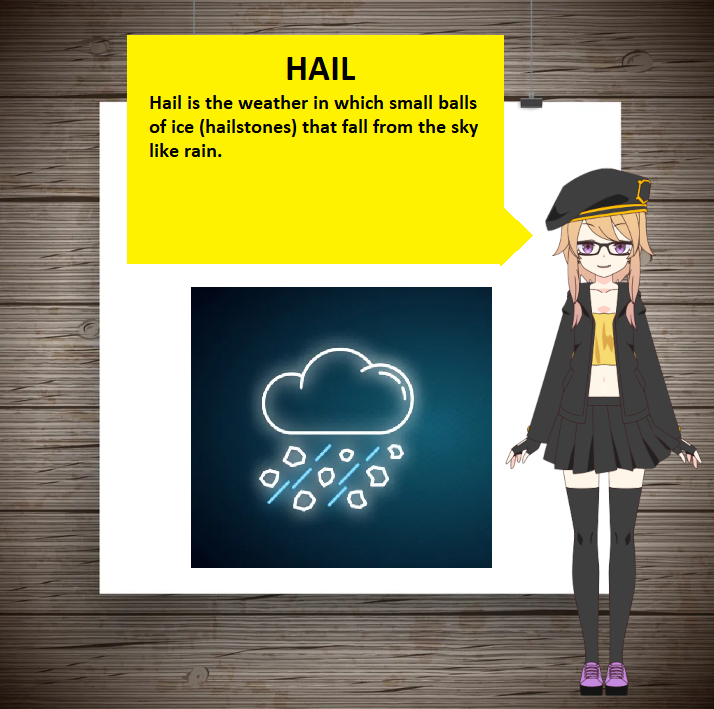 HAIL
Hail is the weather in which small balls
of ice (hailstones) that fall from the sky
like rain.